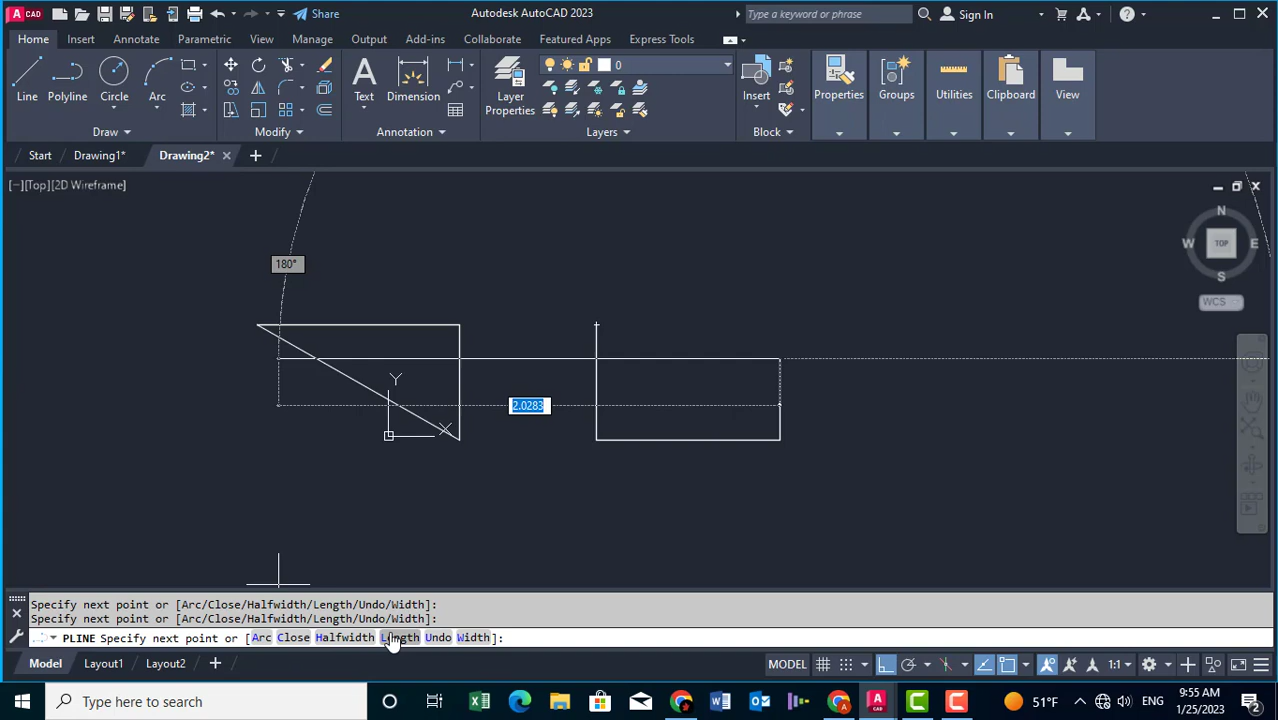 A CAD Share Autodesk AutoCAD 2023 Type a keyword or phrase Sign In
Home Insert Annotate Parametric View Manage Output Add-ins Collaborate Featured Apps Express Tools
Line Polyline Circle Arc Text Dimension Layer Properties 0 Insert Properties Groups Utilities Clipboard View
Draw Modify Annotation Layers Block
Start Drawing1* Drawing2*
[−][Top][2D Wireframe]
N
W TOP E
S
WCS
180°
Y
2.0283
X
Specify next point or [Arc/Close/Halfwidth/Length/Undo/Width]:
Specify next point or [Arc/Close/Halfwidth/Length/Undo/Width]:
PLINE Specify next point or [Arc Close Halfwidth Length Undo Width]:
Model Layout1 Layout2 MODEL 1:1
Type here to search 51°F ENG 9:55 AM
1/25/2023 2